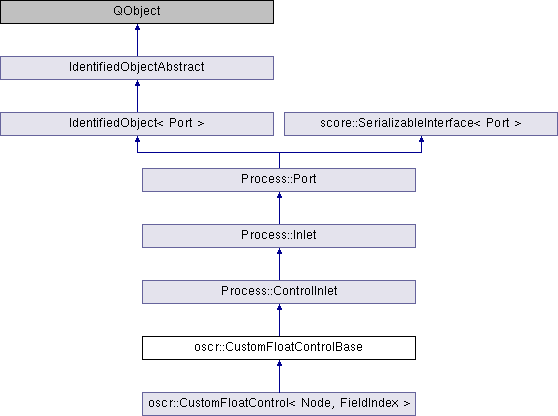 QObject
IdentifiedObjectAbstract
IdentifiedObject< Port >
score::SerializableInterface< Port >
Process::Port
Process::Inlet
Process::ControlInlet
oscr::CustomFloatControlBase
oscr::CustomFloatControl< Node, FieldIndex >